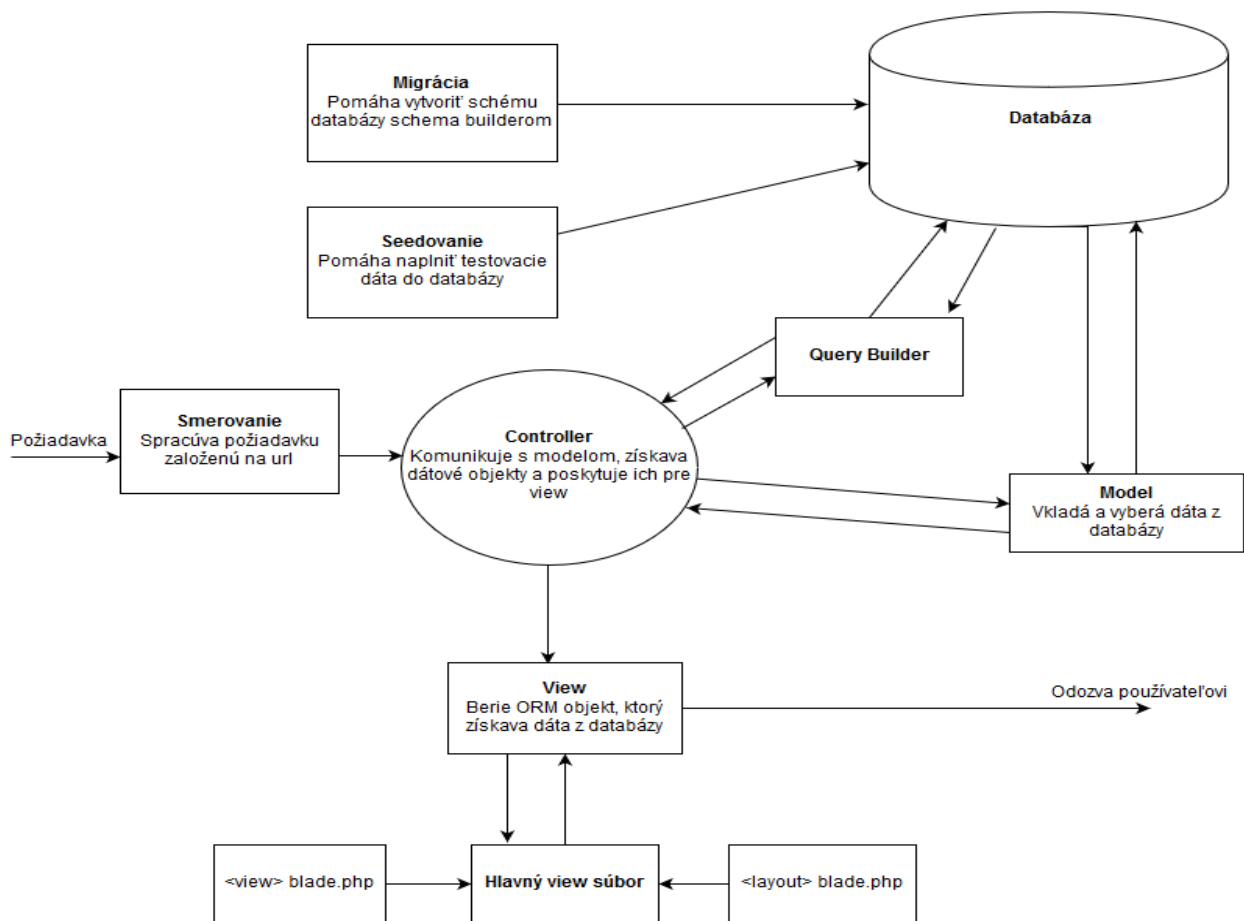 Migrácia
Pomáha vytvoriť schému
databázy schema builderom
Databáza
Seedovanie
Pomáha naplniť testovacie
dáta do databázy
Query Builder
Požiadavka
Smerovanie
Spracúva požiadavku
založenú na url
Controller
Komunikuje s modelom, získava
dátové objekty a poskytuje ich pre
view
Model
Vkladá a vyberá dáta z
databázy
View
Berie ORM objekt, ktorý
získava dáta z databázy
Odozva používateľovi
<view> blade.php
Hlavný view súbor
<layout> blade.php